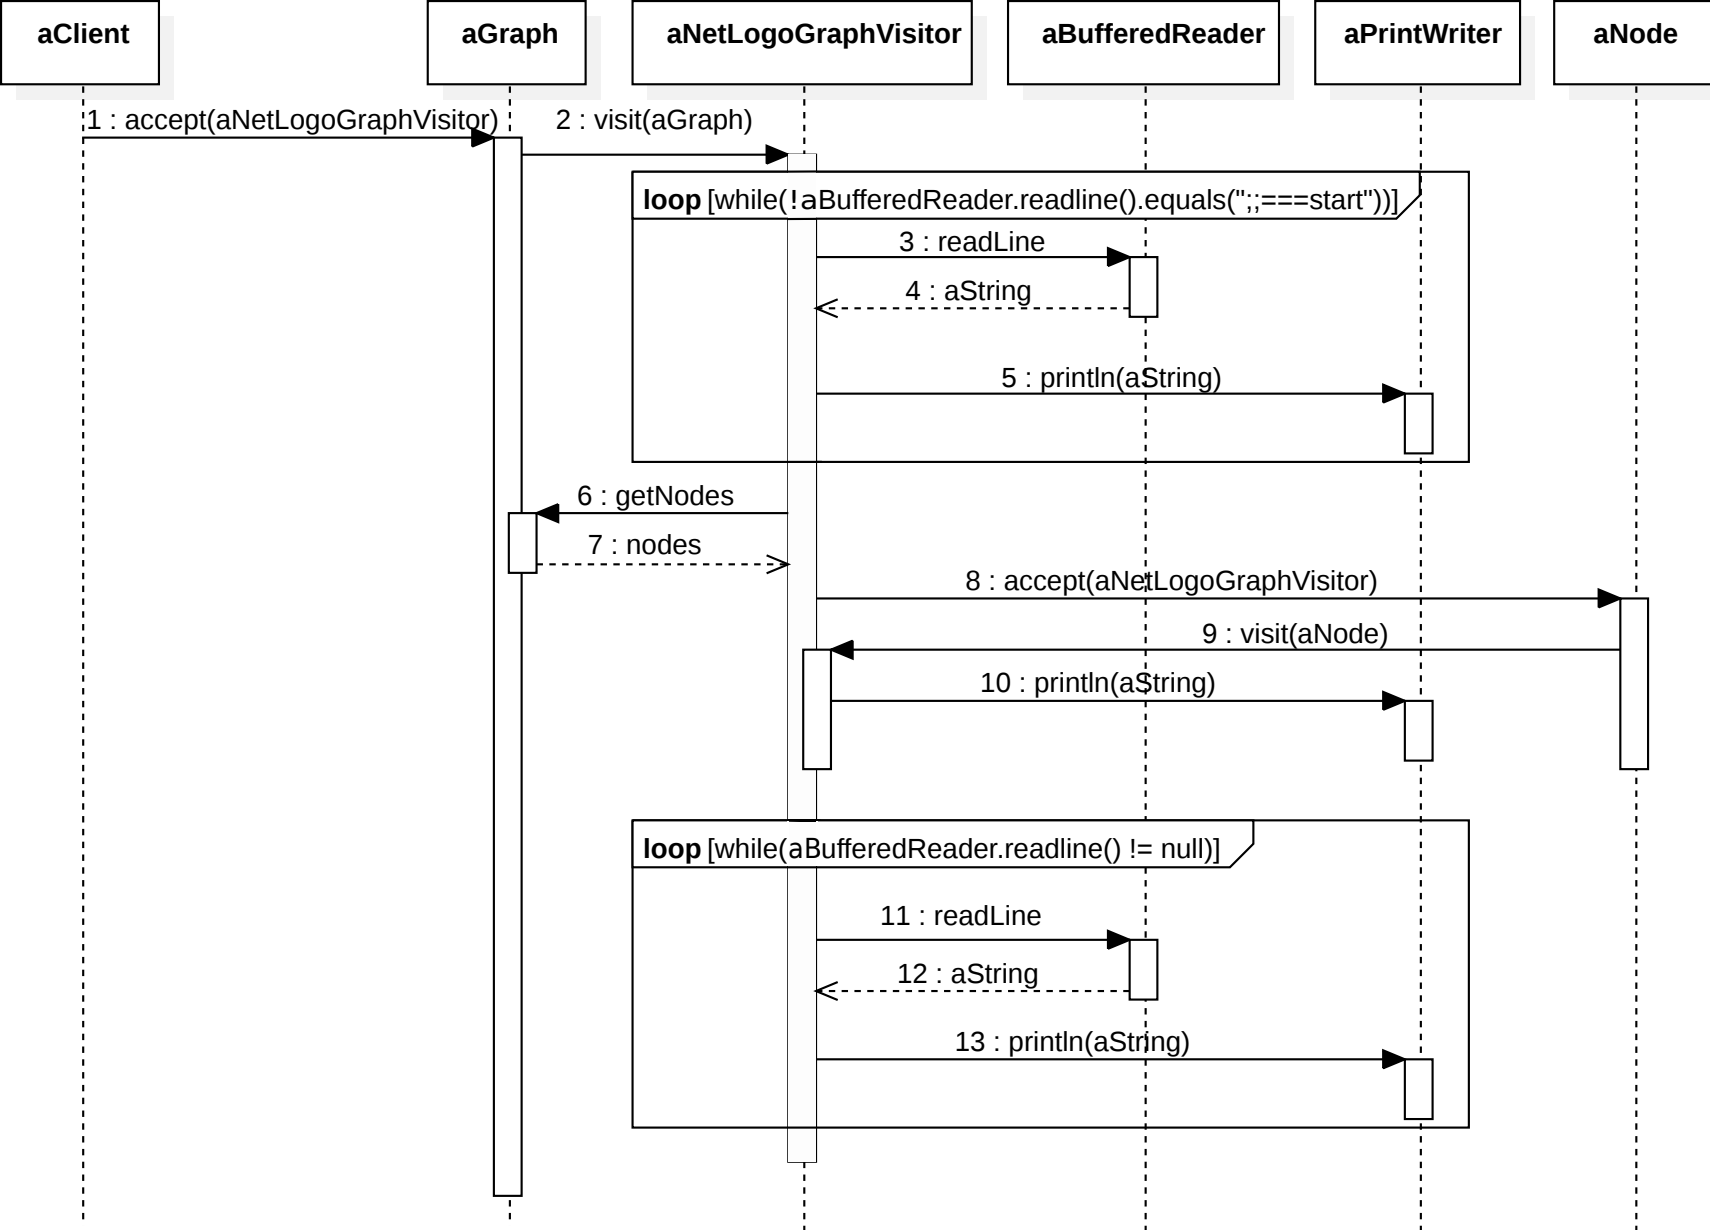 aClient
aGraph
aNetLogoGraphVisitor
aBufferedReader
aPrintWriter
aNode
1 : accept(aNetLogoGraphVisitor)
2 : visit(aGraph)
loop [while(!aBufferedReader.readline().equals(";;===start"))]
3 : readLine
4 : aString
5 : println(aString)
6 : getNodes
7 : nodes
8 : accept(aNetLogoGraphVisitor)
9 : visit(aNode)
10 : println(aString)
loop [while(aBufferedReader.readline() != null)]
11 : readLine
12 : aString
13 : println(aString)